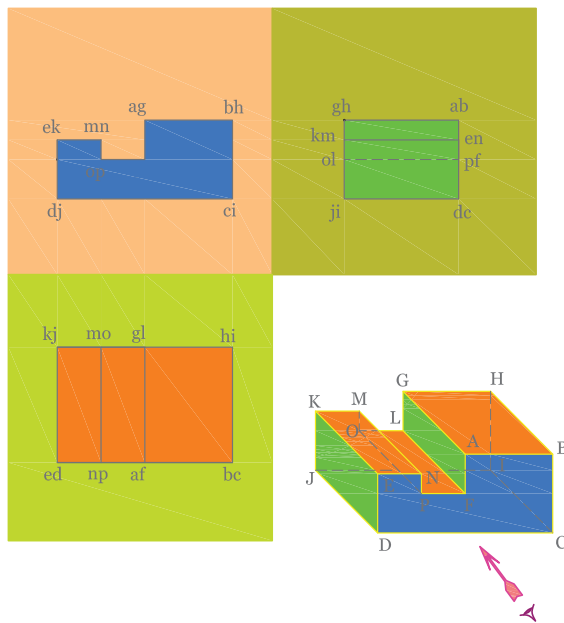 ag bh gh ab
ek mn km en
op ol pf
dj ci ji dc
kj mo gl hi
ed np af bc
G H
K M
L
O A B
J E N I
P F
D C